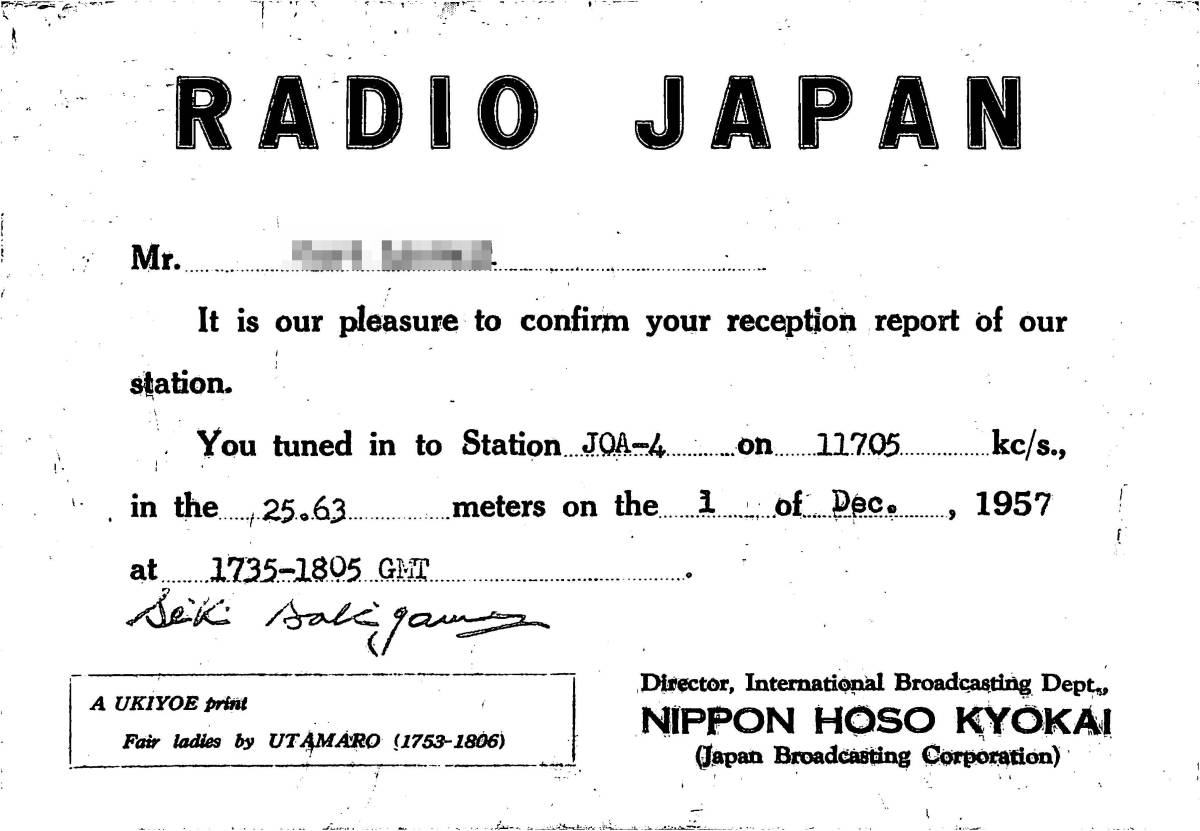 RADIO JAPAN
Mr.
It is our pleasure to confirm your reception report of our
station.
You tuned in to Station JOA-4 on 11705 kc/s.,
in the 25.63 meters on the 1 of Dec. , 1957
at 1735-1805 GMT .
Seki
A UKIYOE print
Fair ladies by UTAMARO (1753-1806)
Director, International Broadcasting Dept.,
NIPPON HOSO KYOKAI
(Japan Broadcasting Corporation)